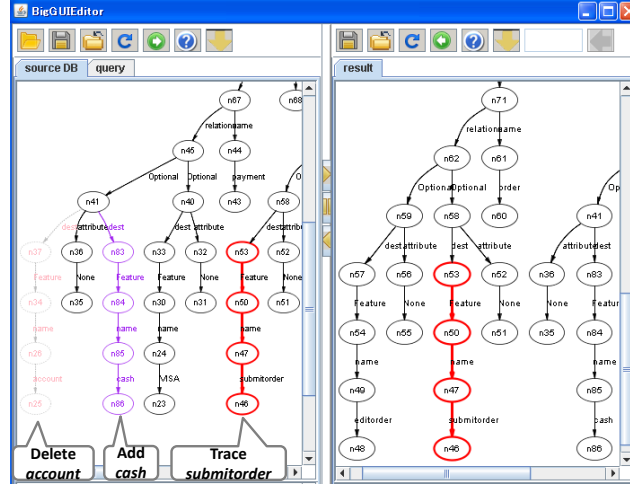 BigGUIEditor
source DB query
result
n67
n68
relation name
n45 n44
Optional Optional payment
n41 n40 n43 n58
dest attribute dest dest attribute dest attribute
n37 n36 n83 n33 n32 n53 n52
Feature None Feature Feature None Feature None
n34 n35 n84 n30 n31 n50 n51
name name name name
n26 n85 n24 n47
account cash VISA submitorder
n25 n86 n23 n46
Delete
account
Add
cash
Trace
submitorder
n71
relation name
n62 n61
Optional Optional order
n59 n58 n60 n41
dest attribute dest attribute attribute dest
n57 n56 n53 n52 n36 n83
Feature None Feature None None Featur
n54 n55 n50 n51 n35 n84
name name name
n49 n47 n85
editorder submitorder cash
n48 n46 n86